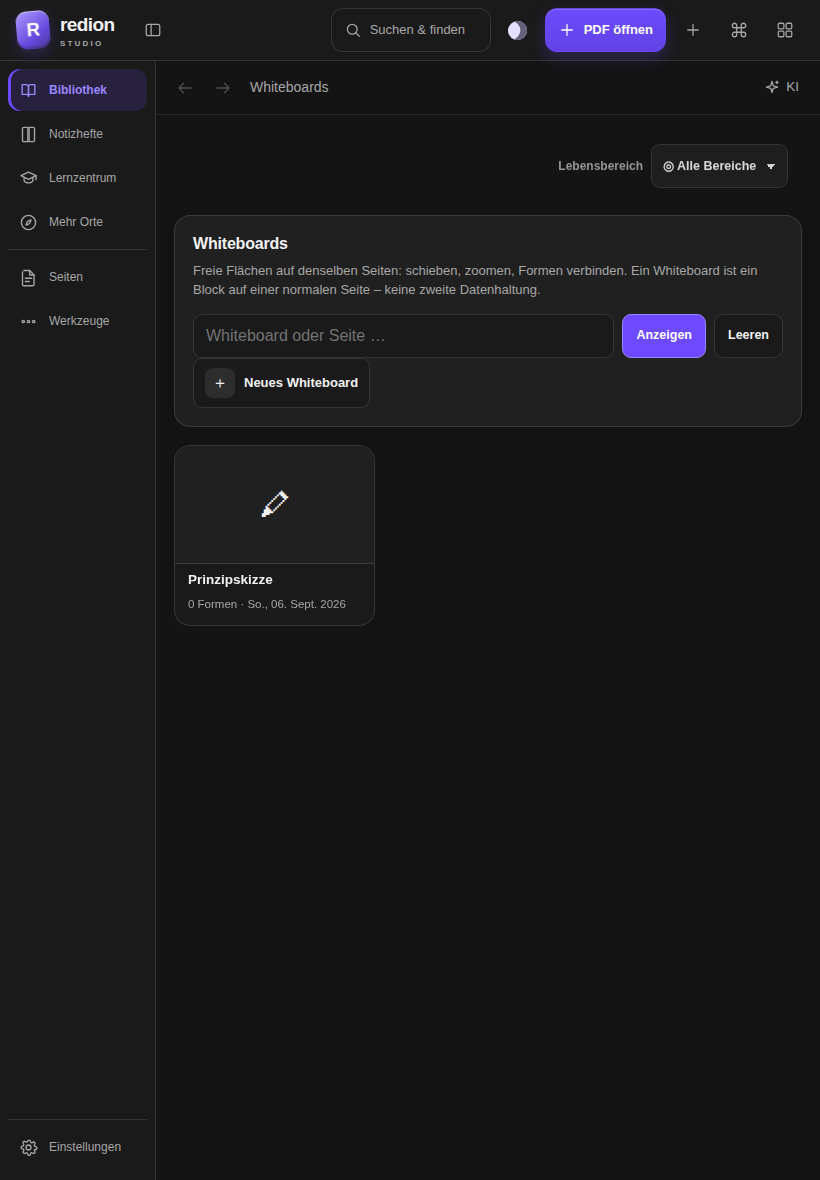 R
redion
STUDIO
Suchen & finden
PDF öffnen
Bibliothek
Notizhefte
Lernzentrum
Mehr Orte
Seiten
Werkzeuge
Einstellungen
Whiteboards
KI
Lebensbereich
◎ Alle Bereiche
Whiteboards
Freie Flächen auf denselben Seiten: schieben, zoomen, Formen verbinden. Ein Whiteboard ist ein
Block auf einer normalen Seite – keine zweite Datenhaltung.
Whiteboard oder Seite …
Anzeigen
Leeren
+ Neues Whiteboard
Prinzipskizze
0 Formen · So., 06. Sept. 2026